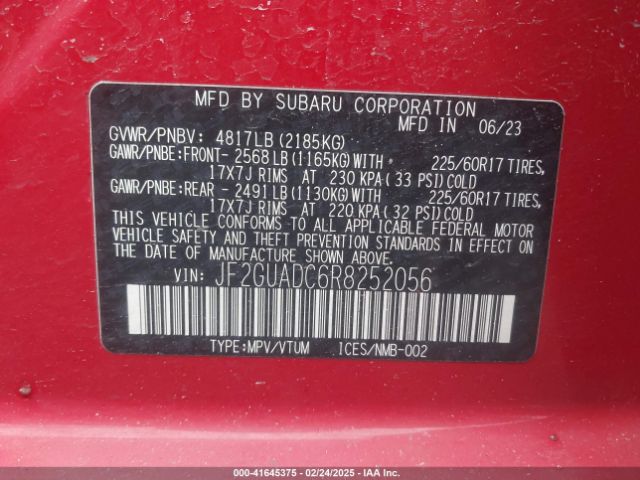 MFD BY SUBARU CORPORATION
MFD IN 06/23
GVWR/PNBV: 4817LB (2185KG)
GAWR/PNBE:FRONT- 2568 LB (1165KG) WITH 225/60R17 TIRES,
17X7J RIMS AT 230 KPA (33 PSI) COLD
GAWR/PNBE:REAR - 2491 LB (1130KG) WITH 225/60R17 TIRES,
17X7J RIMS AT 220 KPA (32 PSI) COLD
THIS VEHICLE CONFORMS TO ALL APPLICABLE FEDERAL MOTOR
VEHICLE SAFETY AND THEFT PREVENTION STANDARDS IN EFFECT ON
THE DATE OF MANUFACTURE SHOWN ABOVE.
VIN: JF2GUADC6R8252056
TYPE:MPV/VTUM ICES/NMB-002
000-41645375 - 02/24/2025 - IAA Inc.